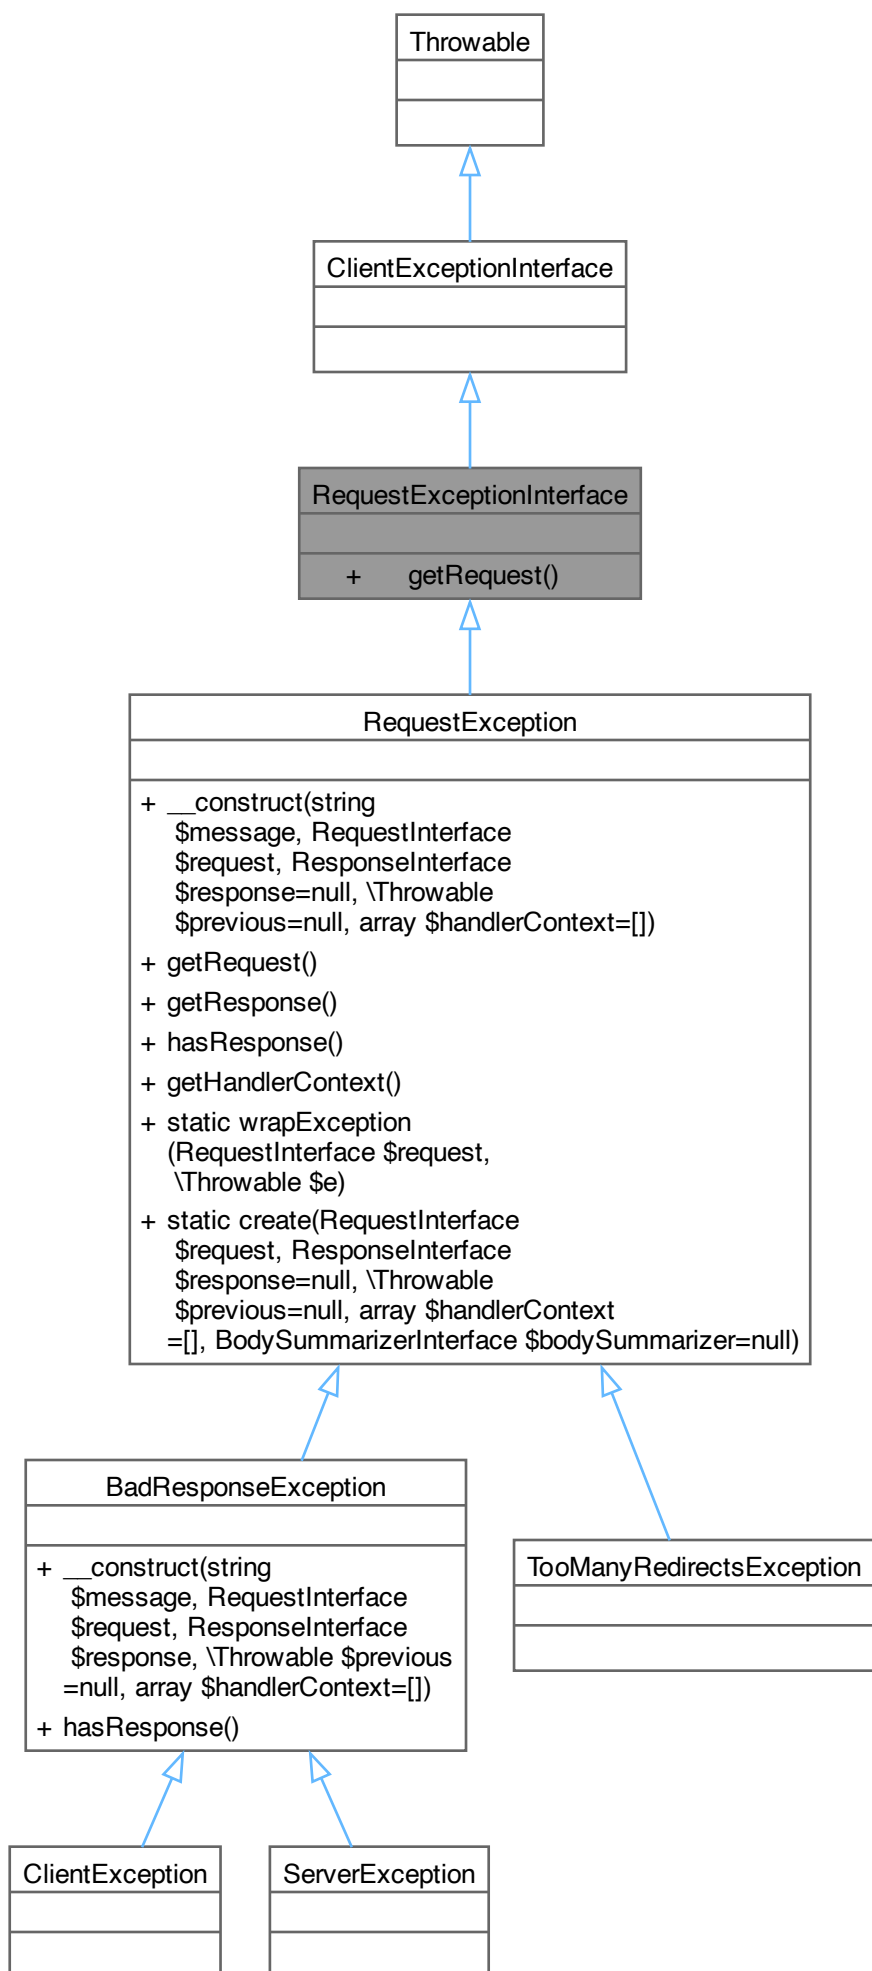 Throwable
ClientExceptionInterface
RequestExceptionInterface
+ getRequest()
RequestException
+ __construct(string
$message, RequestInterface
$request, ResponseInterface
$response=null, \Throwable
$previous=null, array $handlerContext=[])
+ getRequest()
+ getResponse()
+ hasResponse()
+ getHandlerContext()
+ static wrapException
(RequestInterface $request,
\Throwable $e)
+ static create(RequestInterface
$request, ResponseInterface
$response=null, \Throwable
$previous=null, array $handlerContext
=[], BodySummarizerInterface $bodySummarizer=null)
BadResponseException
+ __construct(string
$message, RequestInterface
$request, ResponseInterface
$response, \Throwable $previous
=null, array $handlerContext=[])
+ hasResponse()
TooManyRedirectsException
ClientException
ServerException